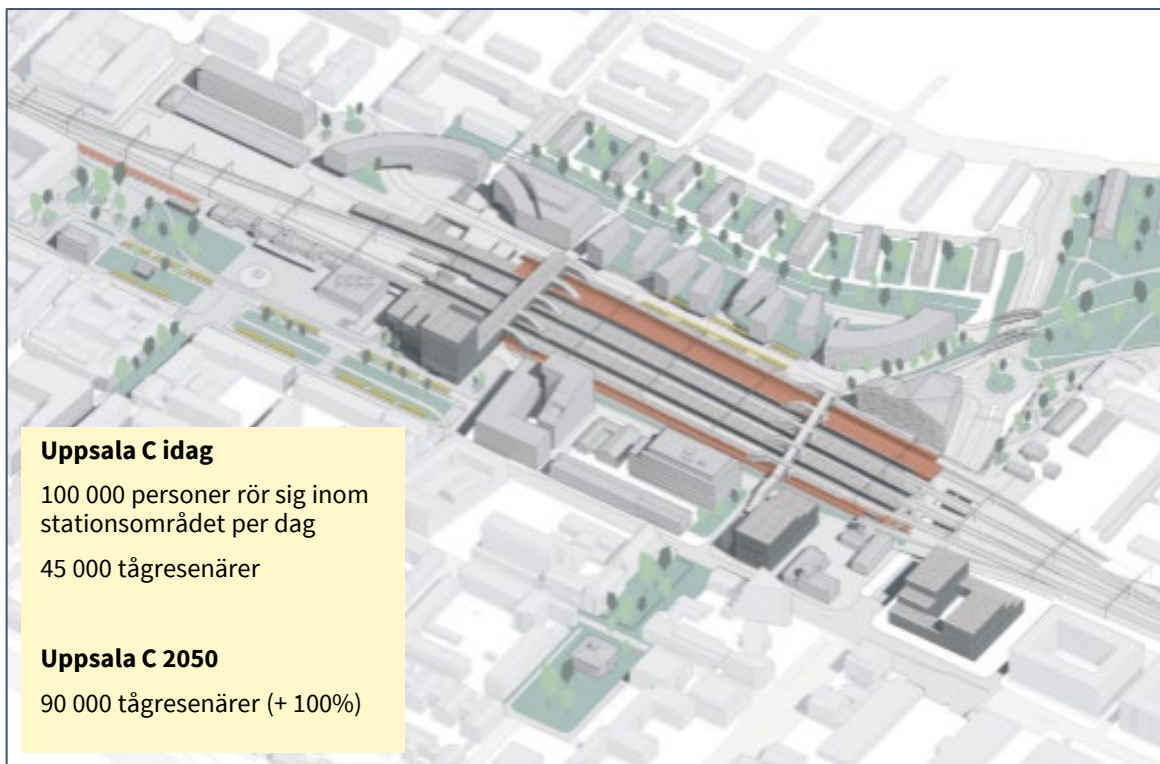 Uppsala C idag
100 000 personer rör sig inom
stationsområdet per dag
45 000 tågresenärer
Uppsala C 2050
90 000 tågresenärer (+ 100%)